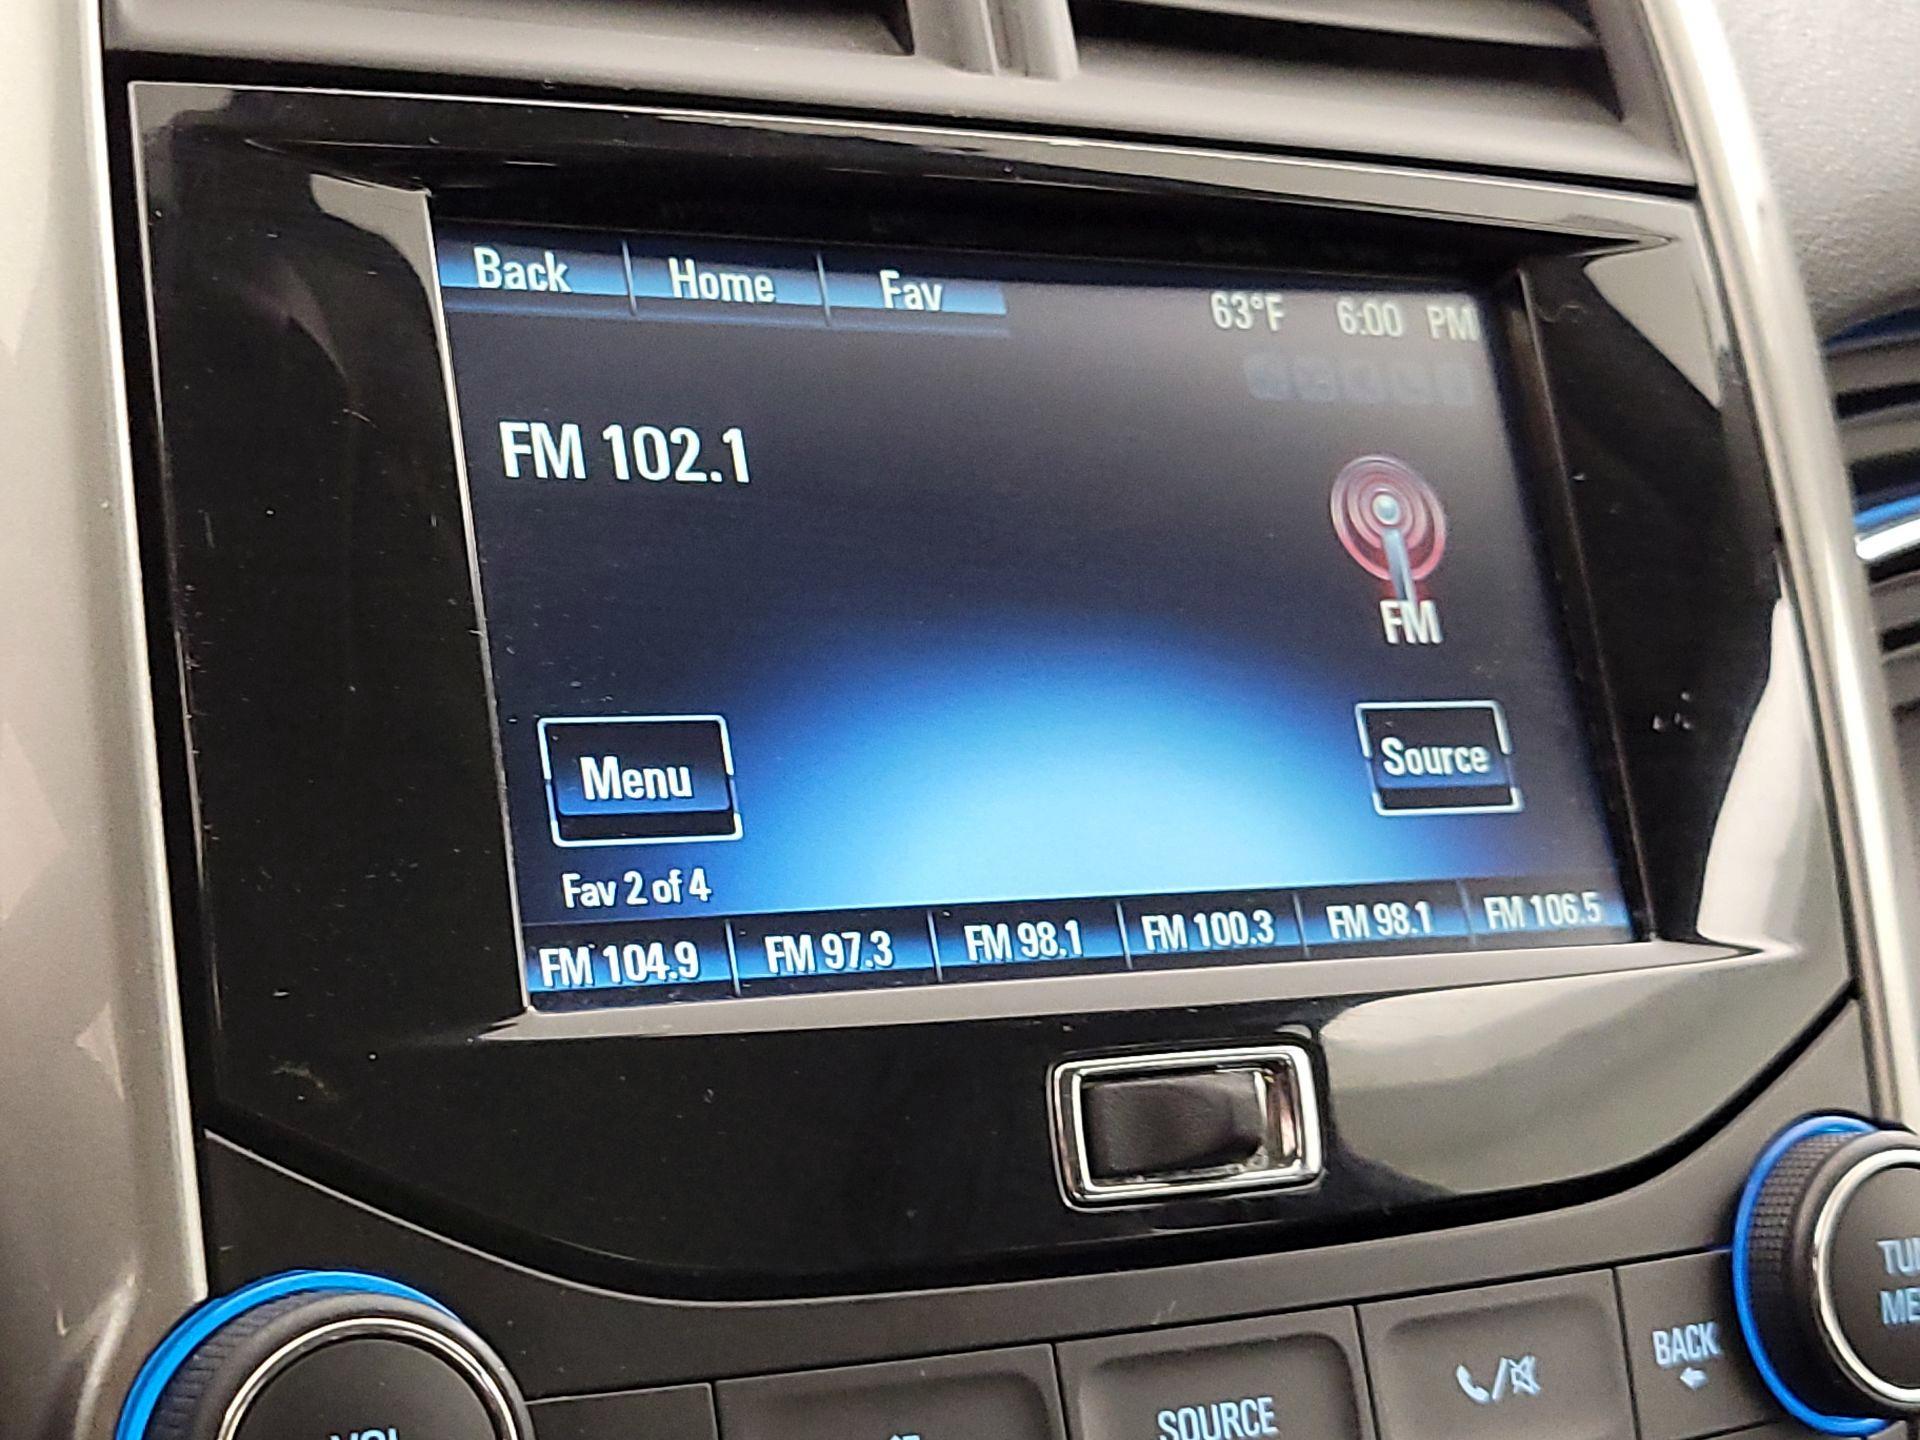 Back Home Fav 63°F 6:00 PM
FM 102.1
FM
Menu Source
Fav 2 of 4
FM 104.9 FM 97.3 FM 98.1 FM 100.3 FM 98.1 FM 106.5
BACK
SOURCE